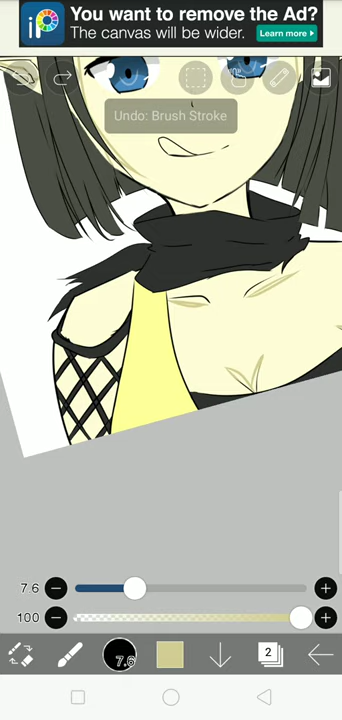 iP
You want to remove the Ad?
The canvas will be wider.
Learn more
Undo: Brush Stroke
7.6
100
7.6
2